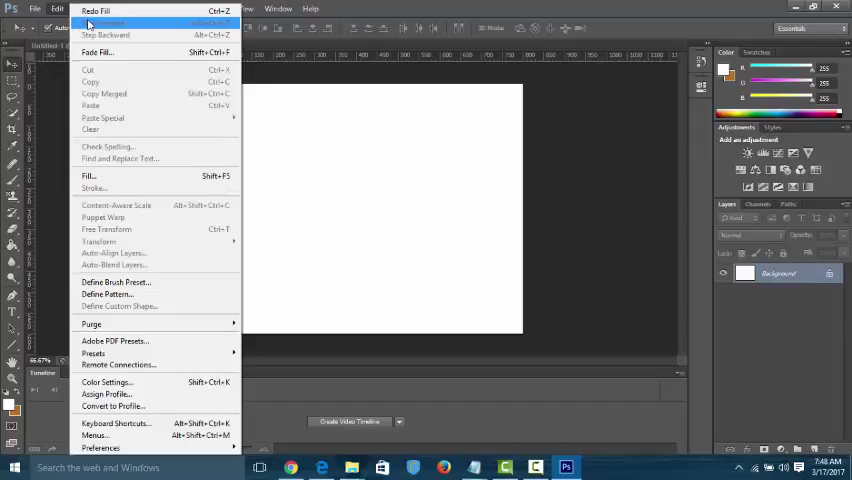 File Edit View Window
Redo Fill Ctrl+Z
Step Backward Alt+Ctrl+Z
Fade Fill... Shift+Ctrl+F
Cut Ctrl+X
Copy Ctrl+C
Copy Merged Shift+Ctrl+C
Paste Ctrl+V
Paste Special
Clear
Check Spelling...
Find and Replace Text...
Fill... Shift+F5
Stroke...
Content-Aware Scale Alt+Shift+Ctrl+C
Puppet Warp
Free Transform Ctrl+T
Transform
Auto-Align Layers...
Auto-Blend Layers...
Define Brush Preset...
Define Pattern...
Define Custom Shape...
Purge
Adobe PDF Presets...
Presets
Remote Connections...
Color Settings... Shift+Ctrl+K
Assign Profile...
Convert to Profile...
Keyboard Shortcuts... Alt+Shift+Ctrl+K
Menus... Alt+Shift+Ctrl+M
Preferences
Untitled-1
3D Mode:
Essentials
Color Swatches
R 255
G 255
B 255
Adjustments Styles
Add an adjustment
Layers Channels Paths
Kind
Normal Opacity:
Lock: Fill:
Background
66.67%
Timeline
Create Video Timeline
Search the web and Windows
7:48 AM
3/17/2017